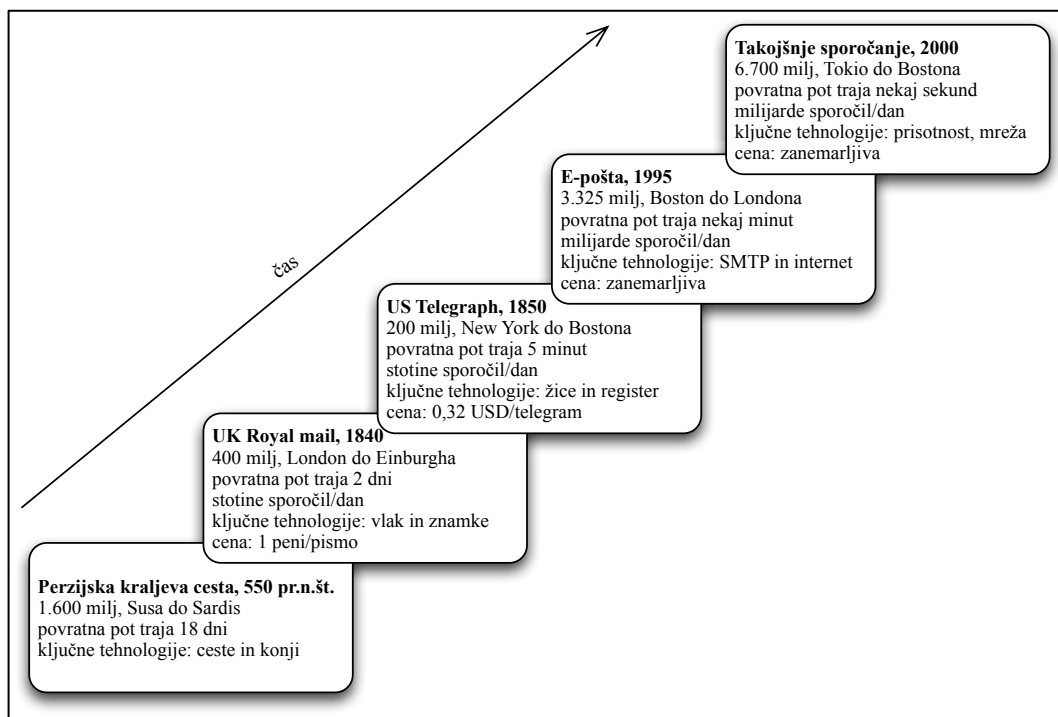 Takojšnje sporočanje, 2000
6.700 milj, Tokio do Bostona
povratna pot traja nekaj sekund
milijarde sporočil/dan
ključne tehnologije: prisotnost, mreža
cena: zanemarljiva
E-pošta, 1995
3.325 milj, Boston do Londona
povratna pot traja nekaj minut
milijarde sporočil/dan
ključne tehnologije: SMTP in internet
cena: zanemarljiva
čas
US Telegraph, 1850
200 milj, New York do Bostona
povratna pot traja 5 minut
stotine sporočil/dan
ključne tehnologije: žice in register
cena: 0,32 USD/telegram
UK Royal mail, 1840
400 milj, London do Einburgha
povratna pot traja 2 dni
stotine sporočil/dan
ključne tehnologije: vlak in znamke
cena: 1 peni/pismo
Perzijska kraljeva cesta, 550 pr.n.št.
1.600 milj, Susa do Sardis
povratna pot traja 18 dni
ključne tehnologije: ceste in konji